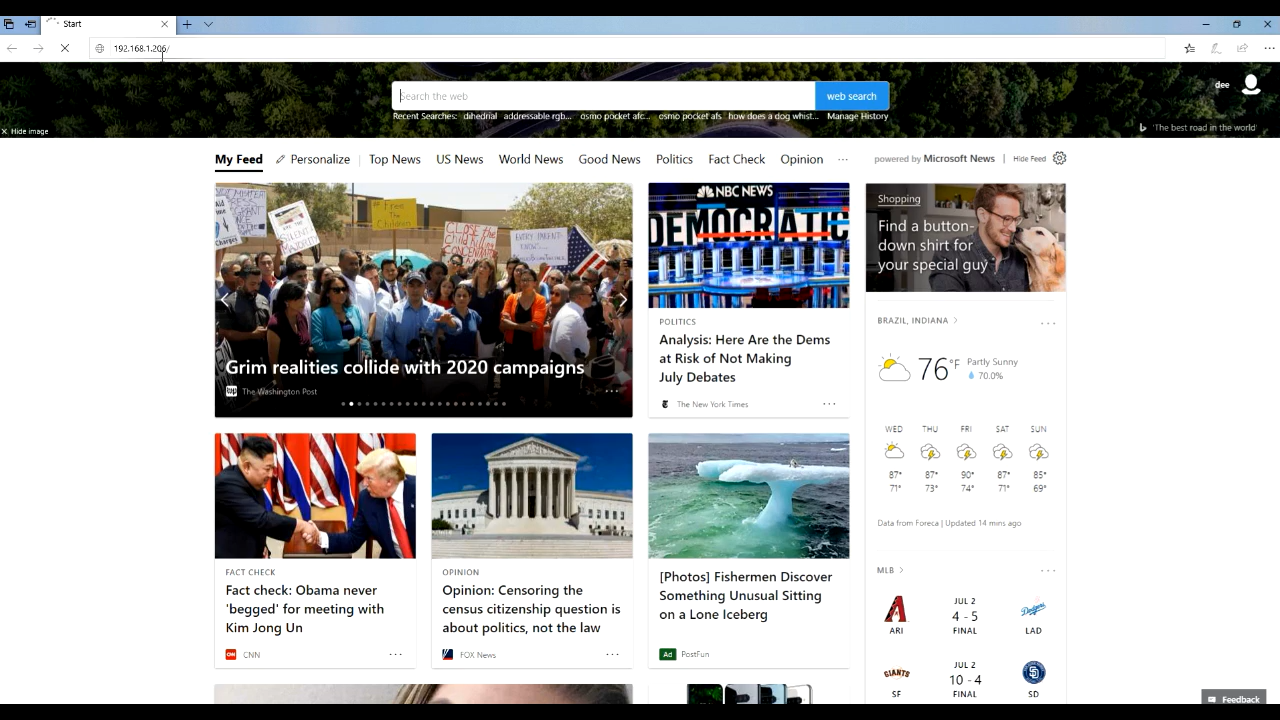 Start
192.168.1.206/
Search the web
web search
dee
Recent Searches: dihedrial addressable rgb... osmo pocket afc... osmo pocket afs how does a dog whist... Manage History
Hide image
'The best road in the world'
My Feed Personalize Top News US News World News Good News Politics Fact Check Opinion ...
powered by Microsoft News Hide Feed
NBC NEWS
DEMOCRATIC
Free
The
Children
CLOSE the
Grim realities collide with 2020 campaigns
The Washington Post
POLITICS
Analysis: Here Are the Dems
at Risk of Not Making
July Debates
The New York Times
Shopping
Find a button-
down shirt for
your special guy
BRAZIL, INDIANA
76°F Partly Sunny
70.0%
WED THU FRI SAT SUN
87° 87° 90° 87° 85°
71° 73° 74° 71° 69°
Data from Foreca | Updated 14 mins ago
FACT CHECK
Fact check: Obama never
'begged' for meeting with
Kim Jong Un
CNN
OPINION
Opinion: Censoring the
census citizenship question is
about politics, not the law
FOX News
[Photos] Fishermen Discover
Something Unusual Sitting
on a Lone Iceberg
Ad PostFun
MLB
JUL 2
4 - 5
ARI FINAL LAD
Dodgers
JUL 2
GIANTS 10 - 4
SF FINAL SD
Feedback